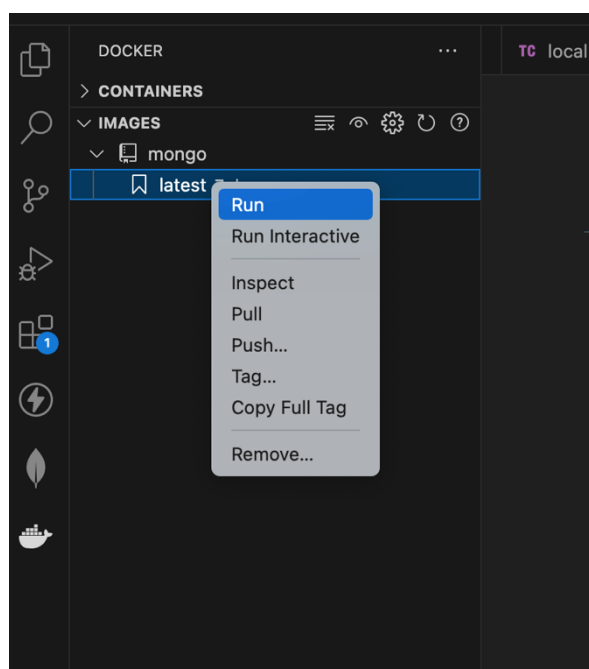 DOCKER
TC local
CONTAINERS
IMAGES
mongo
latest
Run
Run Interactive
Inspect
Pull
Push...
Tag...
Copy Full Tag
Remove...
1